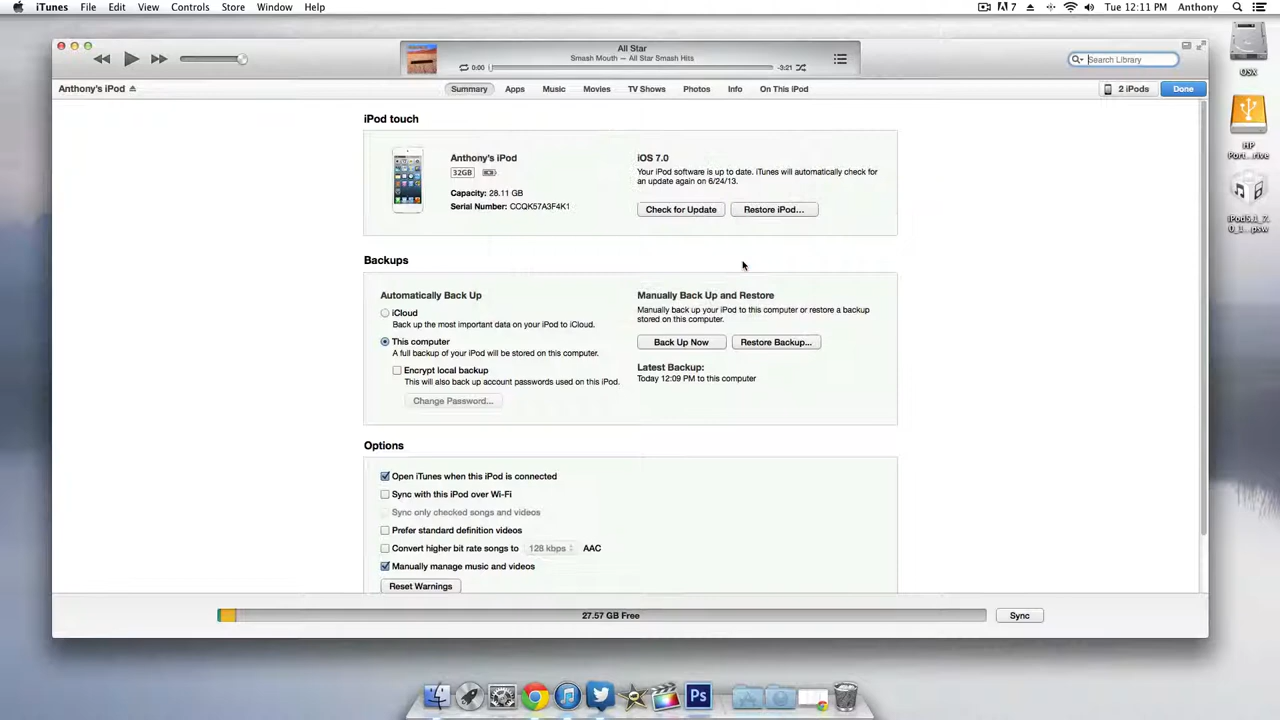 iTunes File Edit View Controls Store Window Help
7 Tue 12:11 PM Anthony
All Star
Smash Mouth — All Star Smash Hits
0:00 -3:21
Search Library
Anthony's iPod Summary Apps Music Movies TV Shows Photos Info On This iPod 2 iPods Done
iPod touch
Anthony's iPod
32GB
Capacity: 28.11 GB
Serial Number: CCQK57A3F4K1
iOS 7.0
Your iPod software is up to date. iTunes will automatically check for
an update again on 6/24/13.
Check for Update Restore iPod...
Backups
Automatically Back Up
iCloud
Back up the most important data on your iPod to iCloud.
This computer
A full backup of your iPod will be stored on this computer.
Encrypt local backup
This will also back up account passwords used on this iPod.
Change Password...
Manually Back Up and Restore
Manually back up your iPod to this computer or restore a backup
stored on this computer.
Back Up Now Restore Backup...
Latest Backup:
Today 12:09 PM to this computer
Options
Open iTunes when this iPod is connected
Sync with this iPod over Wi-Fi
Sync only checked songs and videos
Prefer standard definition videos
Convert higher bit rate songs to 128 kbps AAC
Manually manage music and videos
Reset Warnings
27.57 GB Free
Sync
OSX
HP
Port...rive
iPod5,1_7.
0_1...psw
Ps